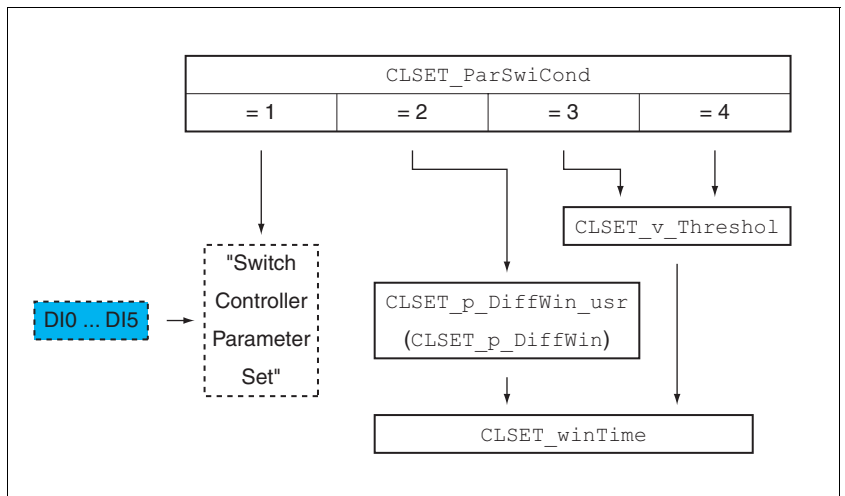 CLSET_ParSwiCond
= 1
= 2
= 3
= 4
CLSET_v_Threshol
"Switch
Controller
Parameter
Set"
DI0 ... DI5
CLSET_p_DiffWin_usr
(CLSET_p_DiffWin)
CLSET_winTime